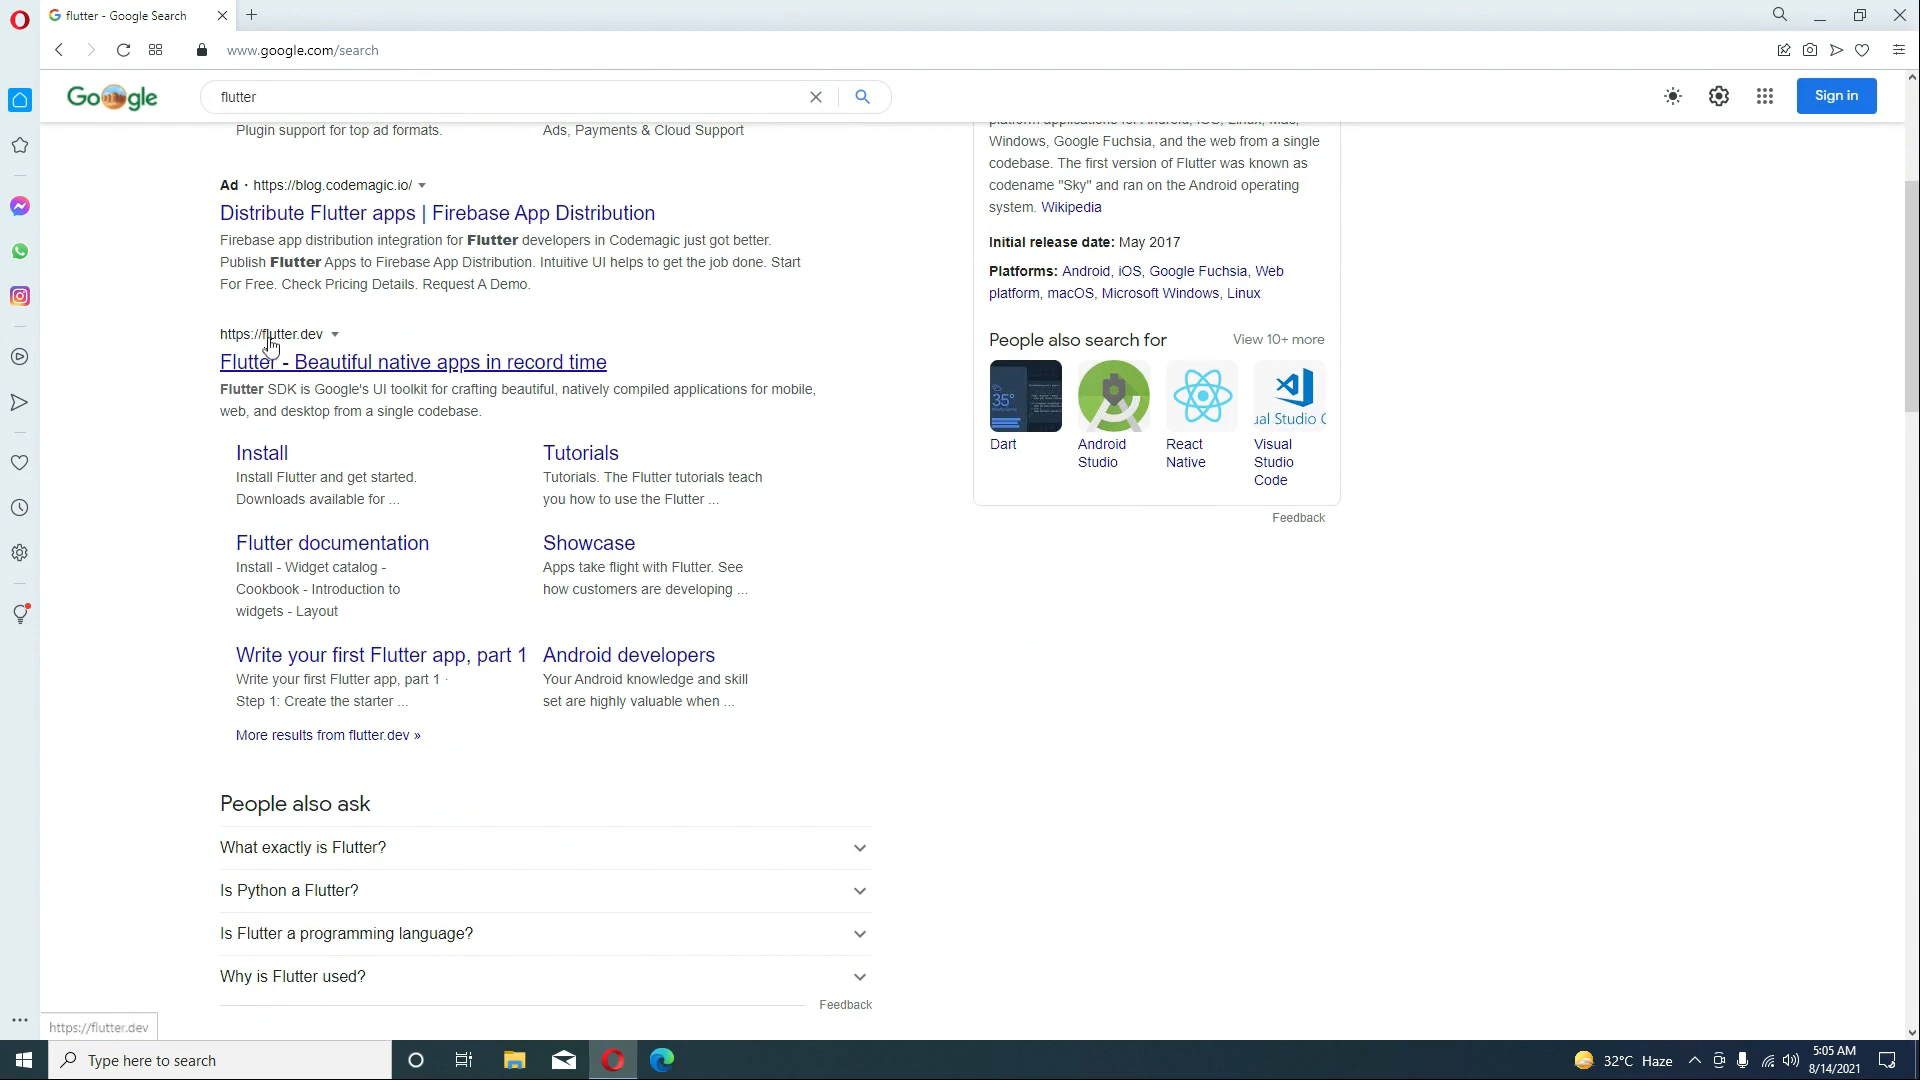 flutter - Google Search
www.google.com/search
Google
flutter
Sign in
Plugin support for top ad formats.
Ads, Payments & Cloud Support
Ad · https://blog.codemagic.io/
Distribute Flutter apps | Firebase App Distribution
Firebase app distribution integration for Flutter developers in Codemagic just got better.
Publish Flutter Apps to Firebase App Distribution. Intuitive UI helps to get the job done. Start
For Free. Check Pricing Details. Request A Demo.
https://flutter.dev
Flutter - Beautiful native apps in record time
Flutter SDK is Google's UI toolkit for crafting beautiful, natively compiled applications for mobile,
web, and desktop from a single codebase.
Install
Install Flutter and get started.
Downloads available for ...
Tutorials
Tutorials. The Flutter tutorials teach
you how to use the Flutter ...
Flutter documentation
Install - Widget catalog -
Cookbook - Introduction to
widgets - Layout
Showcase
Apps take flight with Flutter. See
how customers are developing ...
Write your first Flutter app, part 1
Write your first Flutter app, part 1 ·
Step 1: Create the starter ...
Android developers
Your Android knowledge and skill
set are highly valuable when ...
More results from flutter.dev »
People also ask
What exactly is Flutter?
Is Python a Flutter?
Is Flutter a programming language?
Why is Flutter used?
Feedback
platform applications for Android, iOS, Linux, Mac,
Windows, Google Fuchsia, and the web from a single
codebase. The first version of Flutter was known as
codename "Sky" and ran on the Android operating
system. Wikipedia
Initial release date: May 2017
Platforms: Android, iOS, Google Fuchsia, Web
platform, macOS, Microsoft Windows, Linux
People also search for
View 10+ more
35°
ual Studio C
Dart
Android
Studio
React
Native
Visual
Studio
Code
Feedback
https://flutter.dev
Type here to search
32°C Haze
5:05 AM
8/14/2021